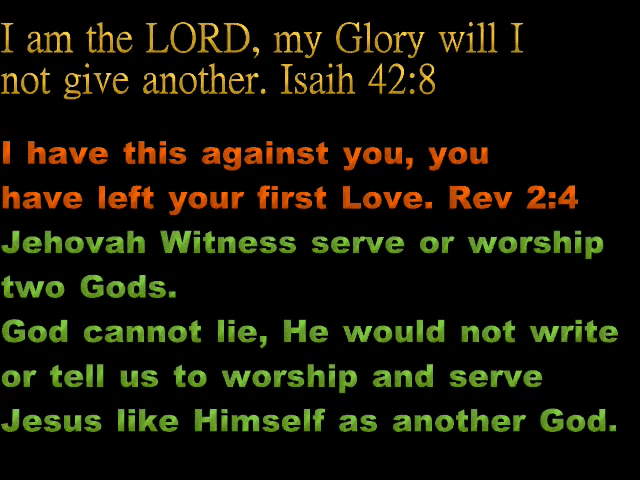 I am the LORD, my Glory will I
not give another. Isaih 42:8
I have this against you, you
have left your first Love. Rev 2:4
Jehovah Witness serve or worship
two Gods.
God cannot lie, He would not write
or tell us to worship and serve
Jesus like Himself as another God.